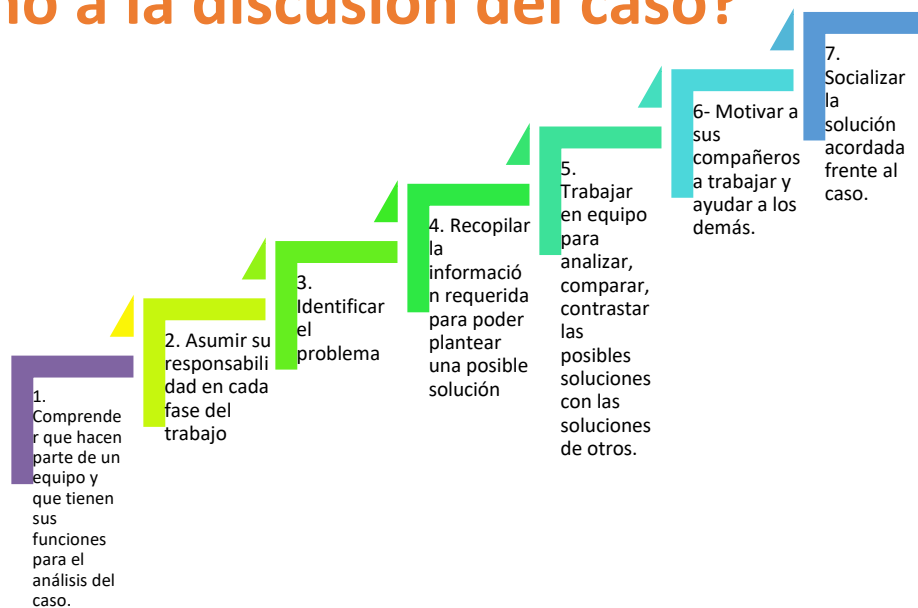 no a la discusión del caso?
1.
Comprende
r que hacen
parte de un
equipo y
que tienen
sus
funciones
para el
análisis del
caso.
2. Asumir su
responsabili
dad en cada
fase del
trabajo
3.
Identificar
el
problema
4. Recopilar
la
informació
n requerida
para poder
plantear
una posible
solución
5.
Trabajar
en equipo
para
analizar,
comparar,
contrastar
las
posibles
soluciones
con las
soluciones
de otros.
6- Motivar a
sus
compañeros
a trabajar y
ayudar a los
demás.
7.
Socializar
la
solución
acordada
frente al
caso.